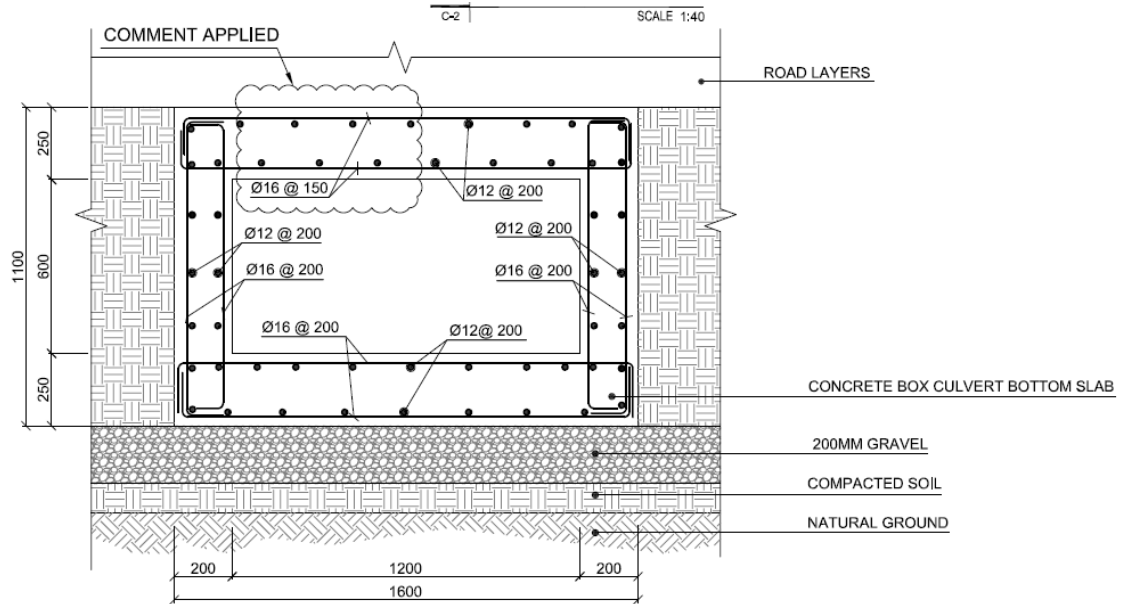 C-2
SCALE 1:40
COMMENT APPLIED
ROAD LAYERS
250
Ø16 @ 150
Ø12 @ 200
Ø12 @ 200
Ø12 @ 200
1100
600
Ø16 @ 200
Ø16 @ 200
Ø16 @ 200
Ø12@ 200
250
CONCRETE BOX CULVERT BOTTOM SLAB
200MM GRAVEL
COMPACTED SOIL
NATURAL GROUND
200
1200
200
1600